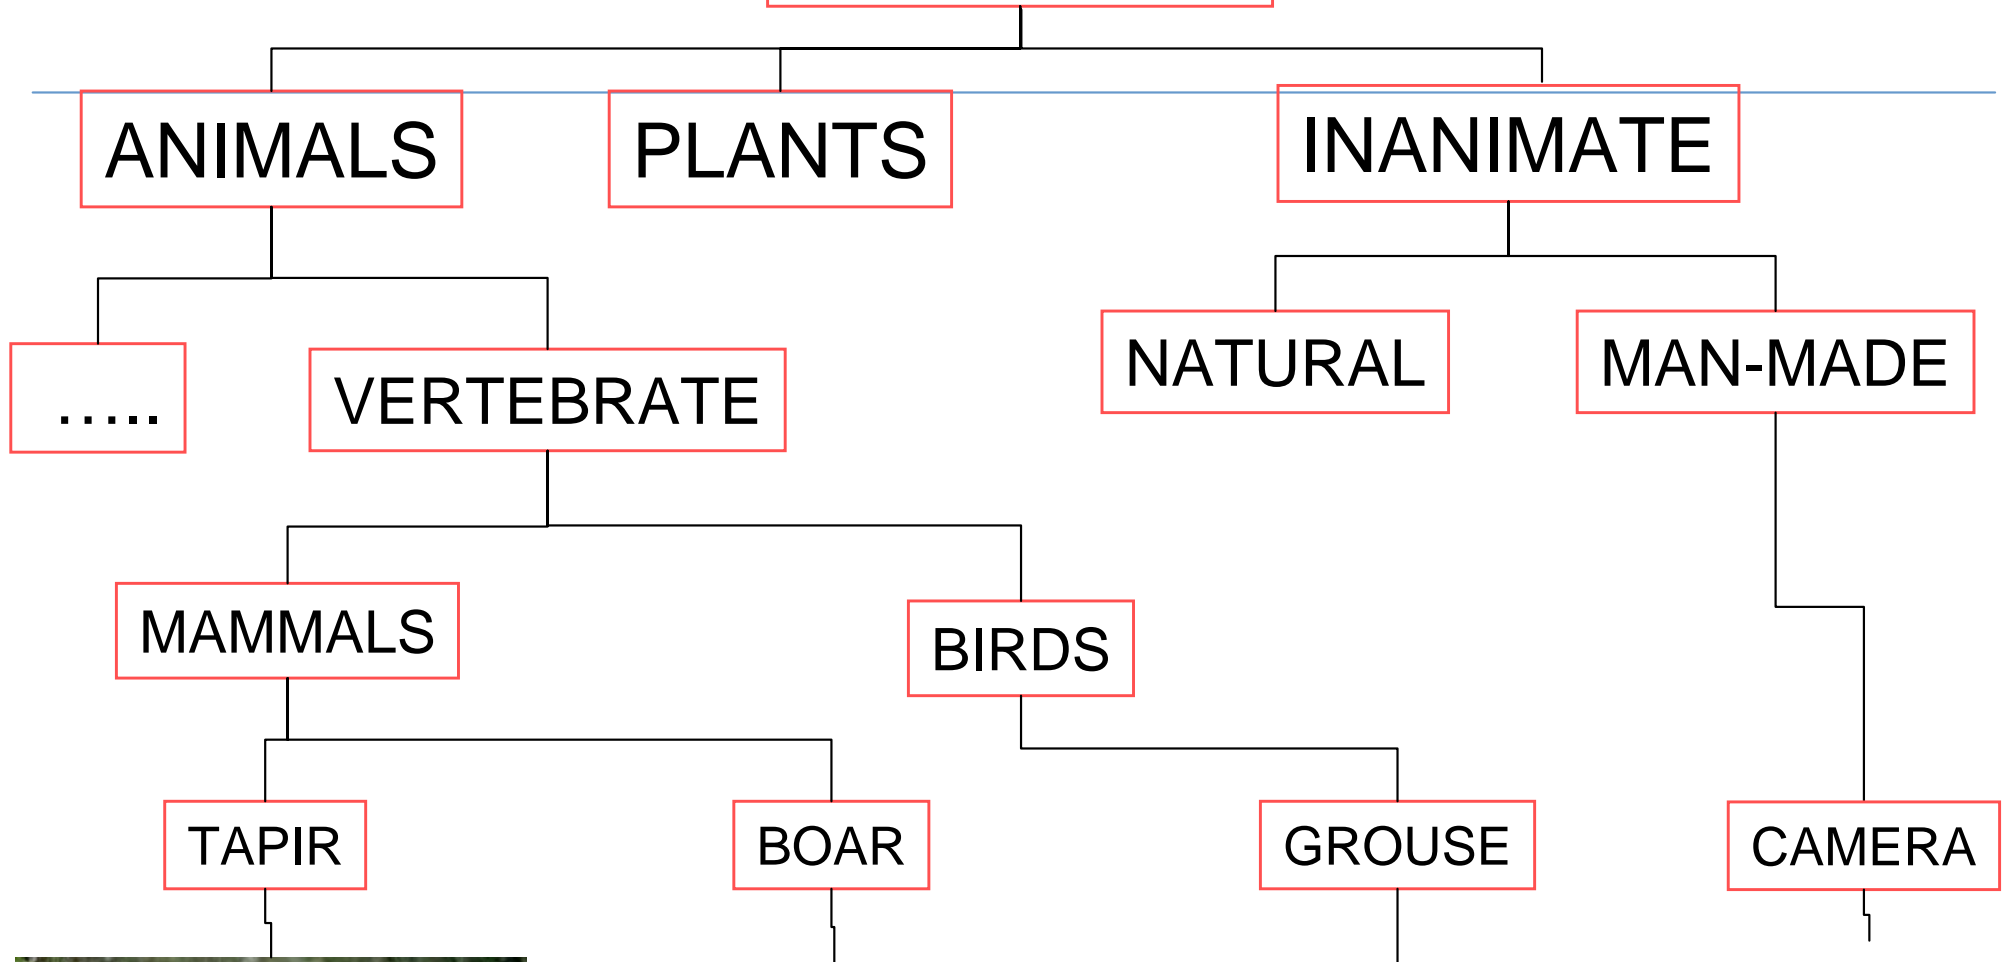 ANIMALS
PLANTS
INANIMATE
NATURAL
MAN-MADE
.....
VERTEBRATE
MAMMALS
BIRDS
TAPIR
BOAR
GROUSE
CAMERA